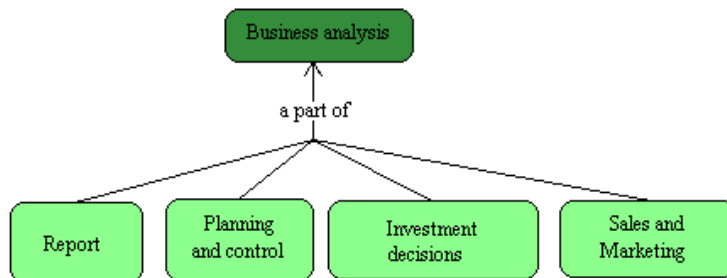 Business analysis
a part of
Report
Planning
and control
Investment
decisions
Sales and
Marketing